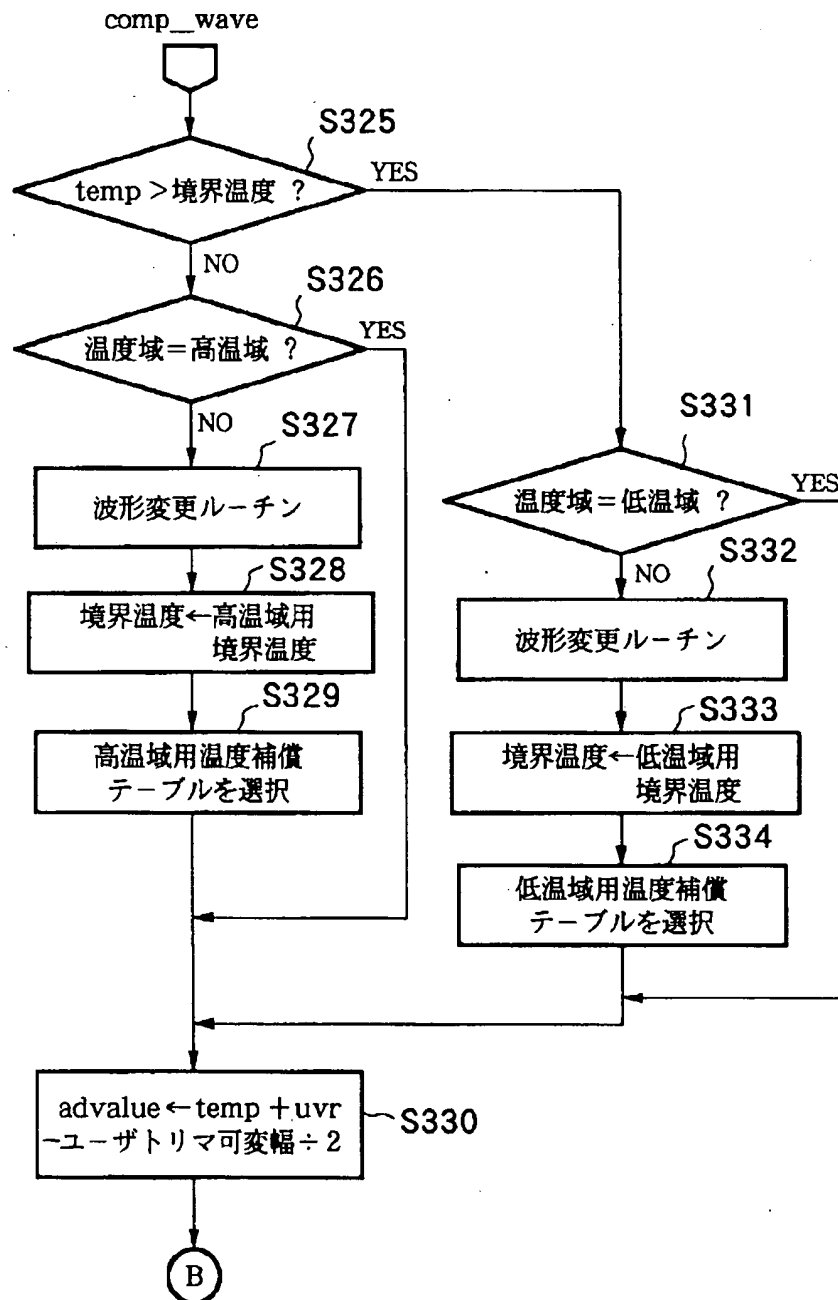 comp__wave
S325
temp>境界温度 ?
YES
NO
S326
温度域=高温域 ?
YES
NO
S327
波形変更ルーチン
S328
境界温度←高温域用
境界温度
S329
高温域用温度補償
テーブルを選択
S331
温度域=低温域 ?
YES
NO
S332
波形変更ルーチン
S333
境界温度←低温域用
境界温度
S334
低温域用温度補償
テーブルを選択
advalue←temp+uvr
−ユーザトリマ可変幅÷2
S330
B